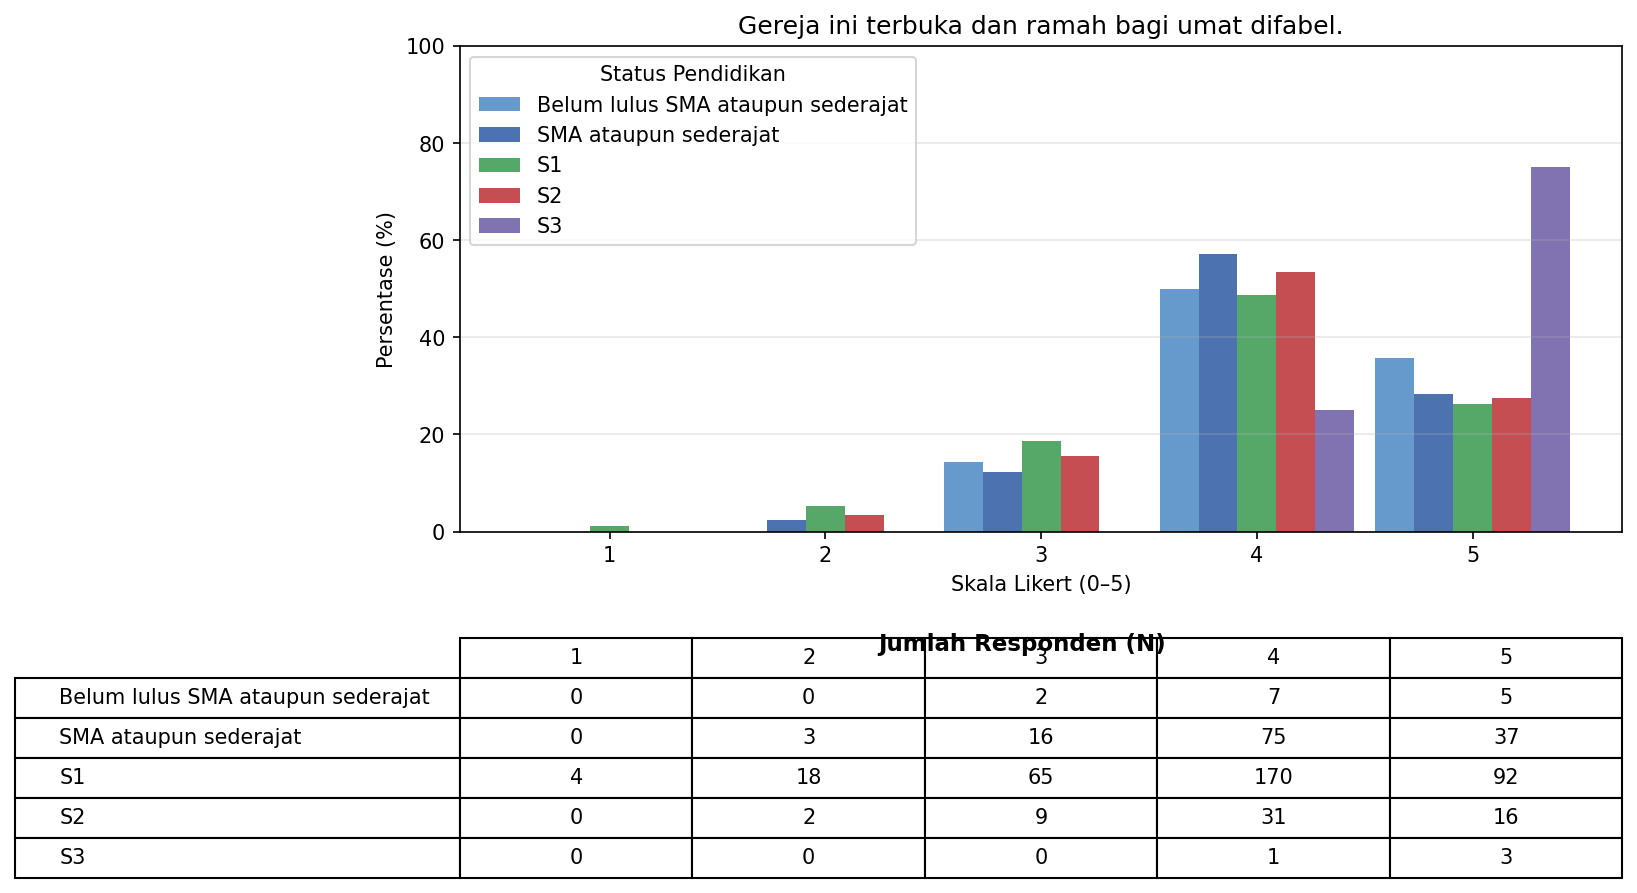 Gereja ini terbuka dan ramah bagi umat difabel.
100
80
60
40
20
0
Persentase (%)
Status Pendidikan
Belum lulus SMA ataupun sederajat
SMA ataupun sederajat
S1
S2
S3
1 2 3 4 5
Skala Likert (0–5)
Jumlah Responden (N)
1 2 3 4 5
Belum lulus SMA ataupun sederajat 0 0 2 7 5
SMA ataupun sederajat 0 3 16 75 37
S1 4 18 65 170 92
S2 0 2 9 31 16
S3 0 0 0 1 3